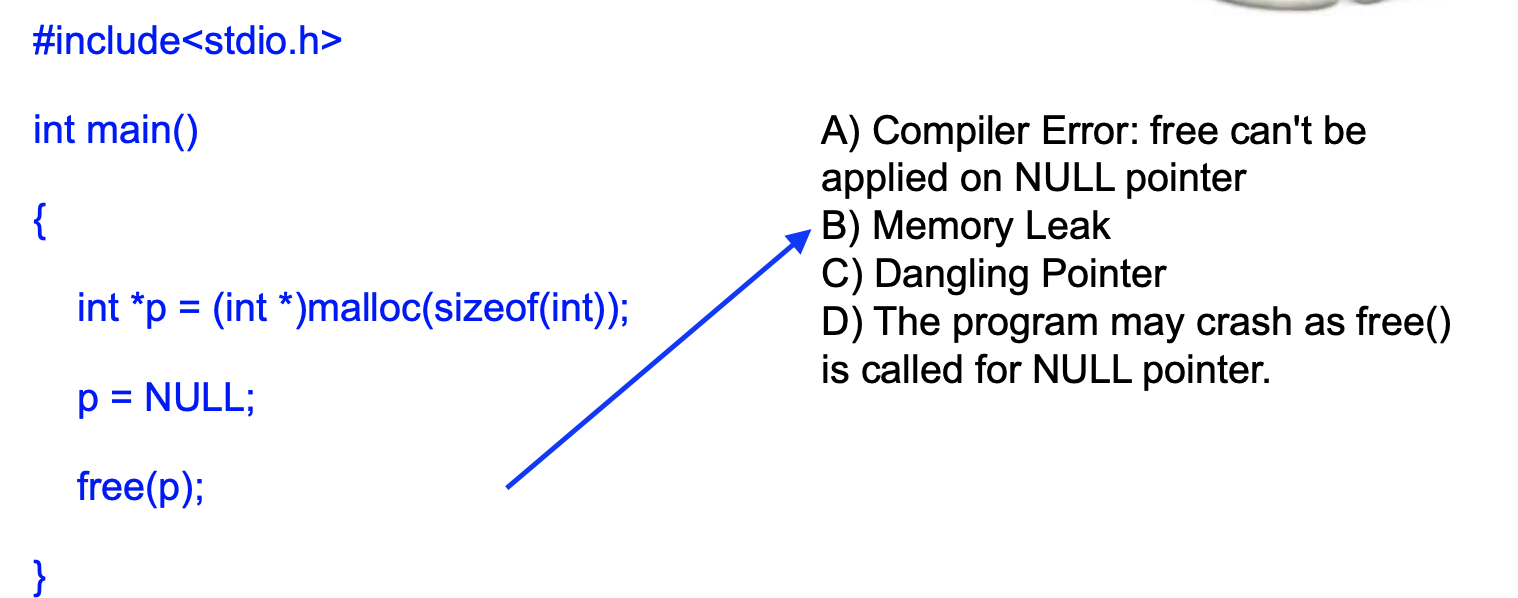 #include<stdio.h>
int main()
{
int *p = (int *)malloc(sizeof(int));
p = NULL;
free(p);
}
A) Compiler Error: free can't be
applied on NULL pointer
B) Memory Leak
C) Dangling Pointer
D) The program may crash as free()
is called for NULL pointer.